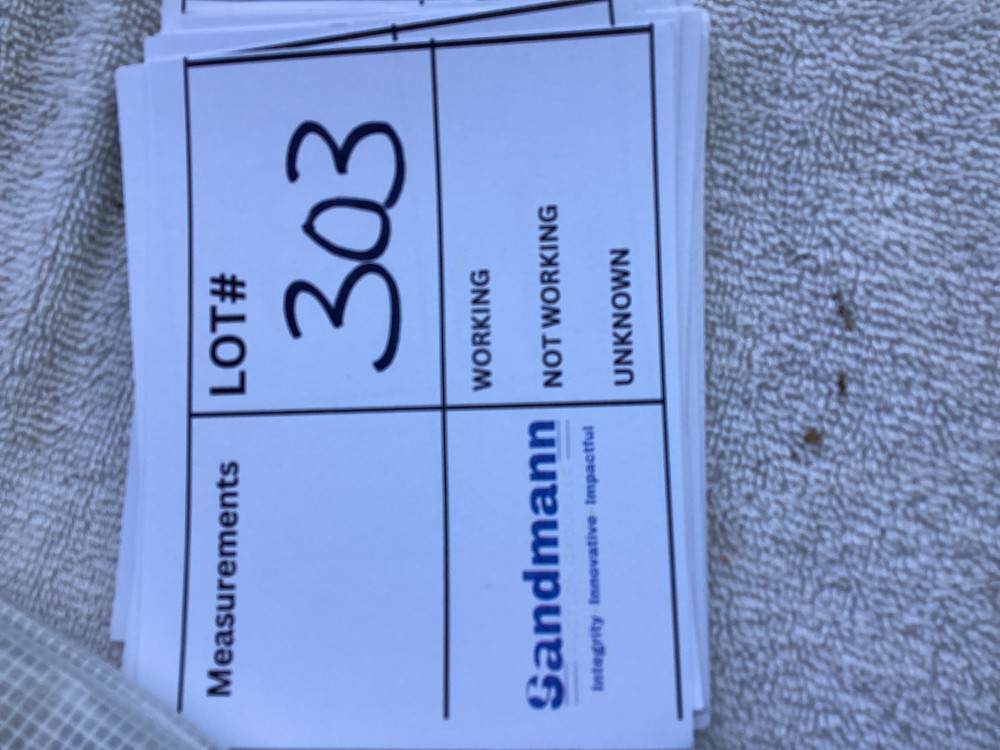 Measurements
LOT#
303
Sandmann
Integrity Innovative Impactful
WORKING
NOT WORKING
UNKNOWN